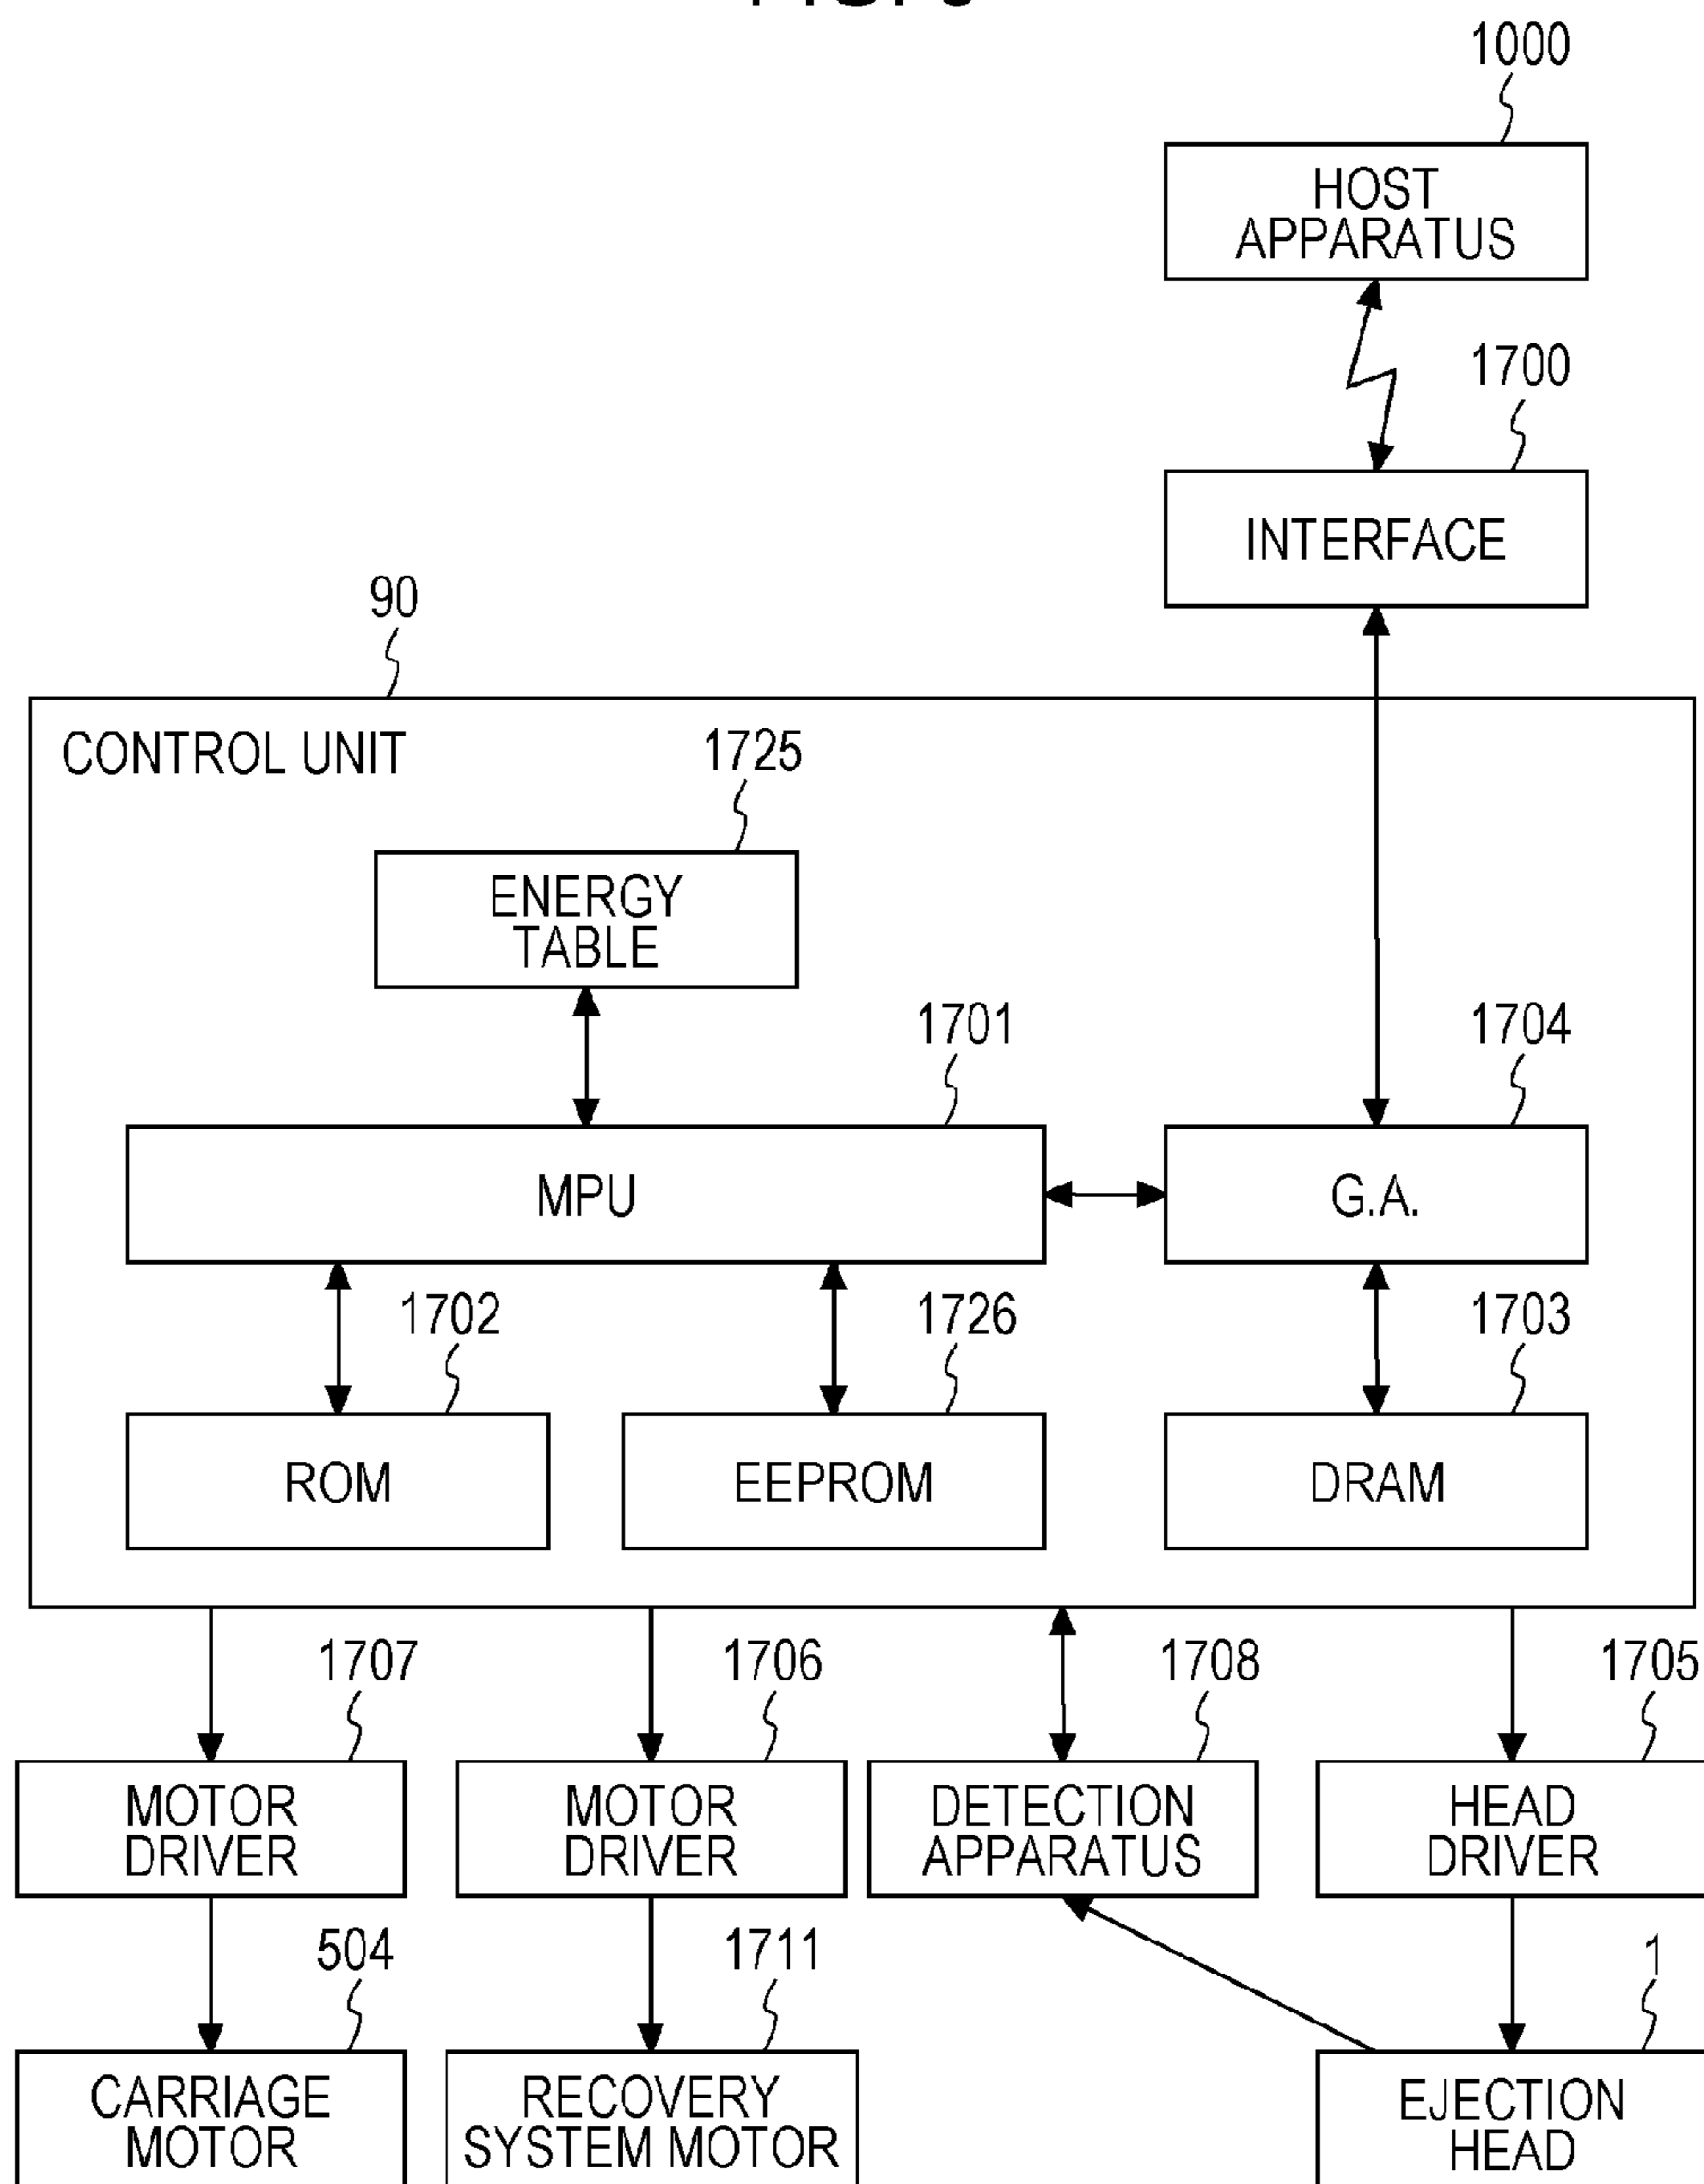 1000
HOST
APPARATUS
1700
INTERFACE
90
CONTROL UNIT
1725
ENERGY
TABLE
1701
1704
MPU
G.A.
1702
1726
1703
ROM
EEPROM
DRAM
1707
1706
1708
1705
MOTOR
DRIVER
MOTOR
DRIVER
DETECTION
APPARATUS
HEAD
DRIVER
504
1711
1
CARRIAGE
MOTOR
RECOVERY
SYSTEM MOTOR
EJECTION
HEAD